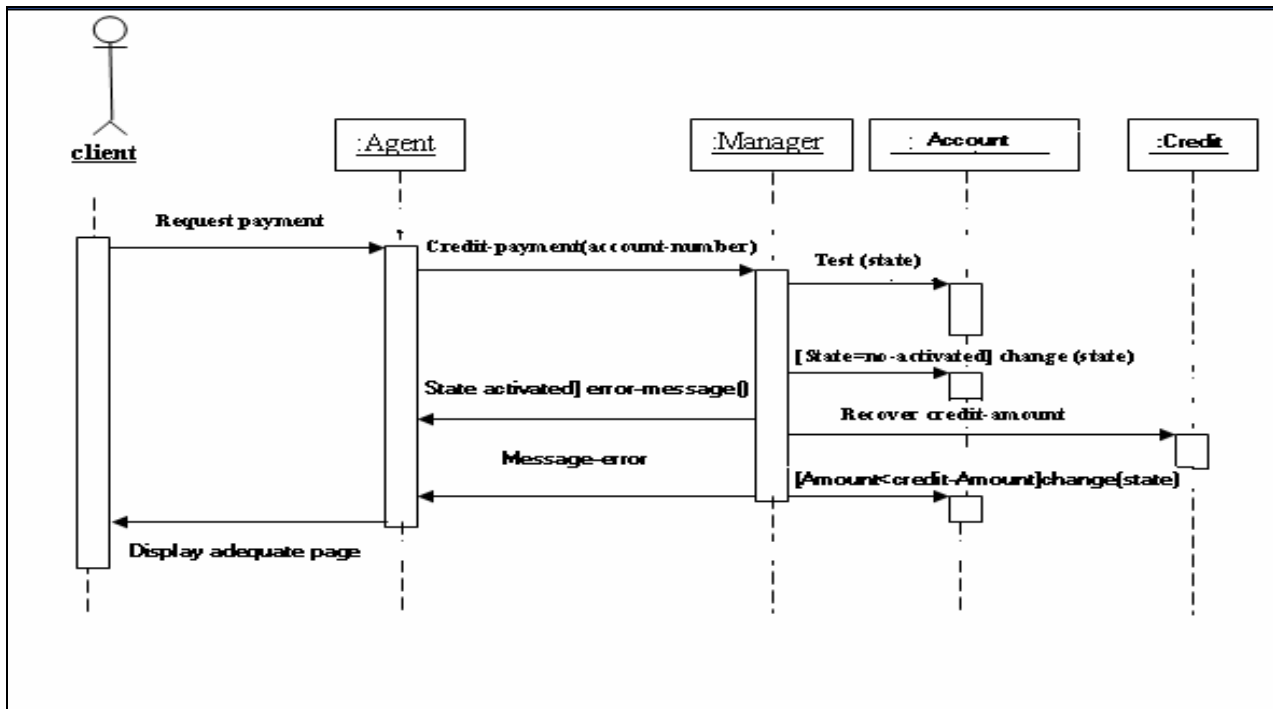 client
:Agent
:Manager
: Account
:Credit
Request payment
Credit-payment(account-number)
Test (state)
[ State=no-activated] change (state)
State activated] error-message()
Recover credit-amount
Message-error
[Amount<credit-Amount]change(state)
Display adequate page